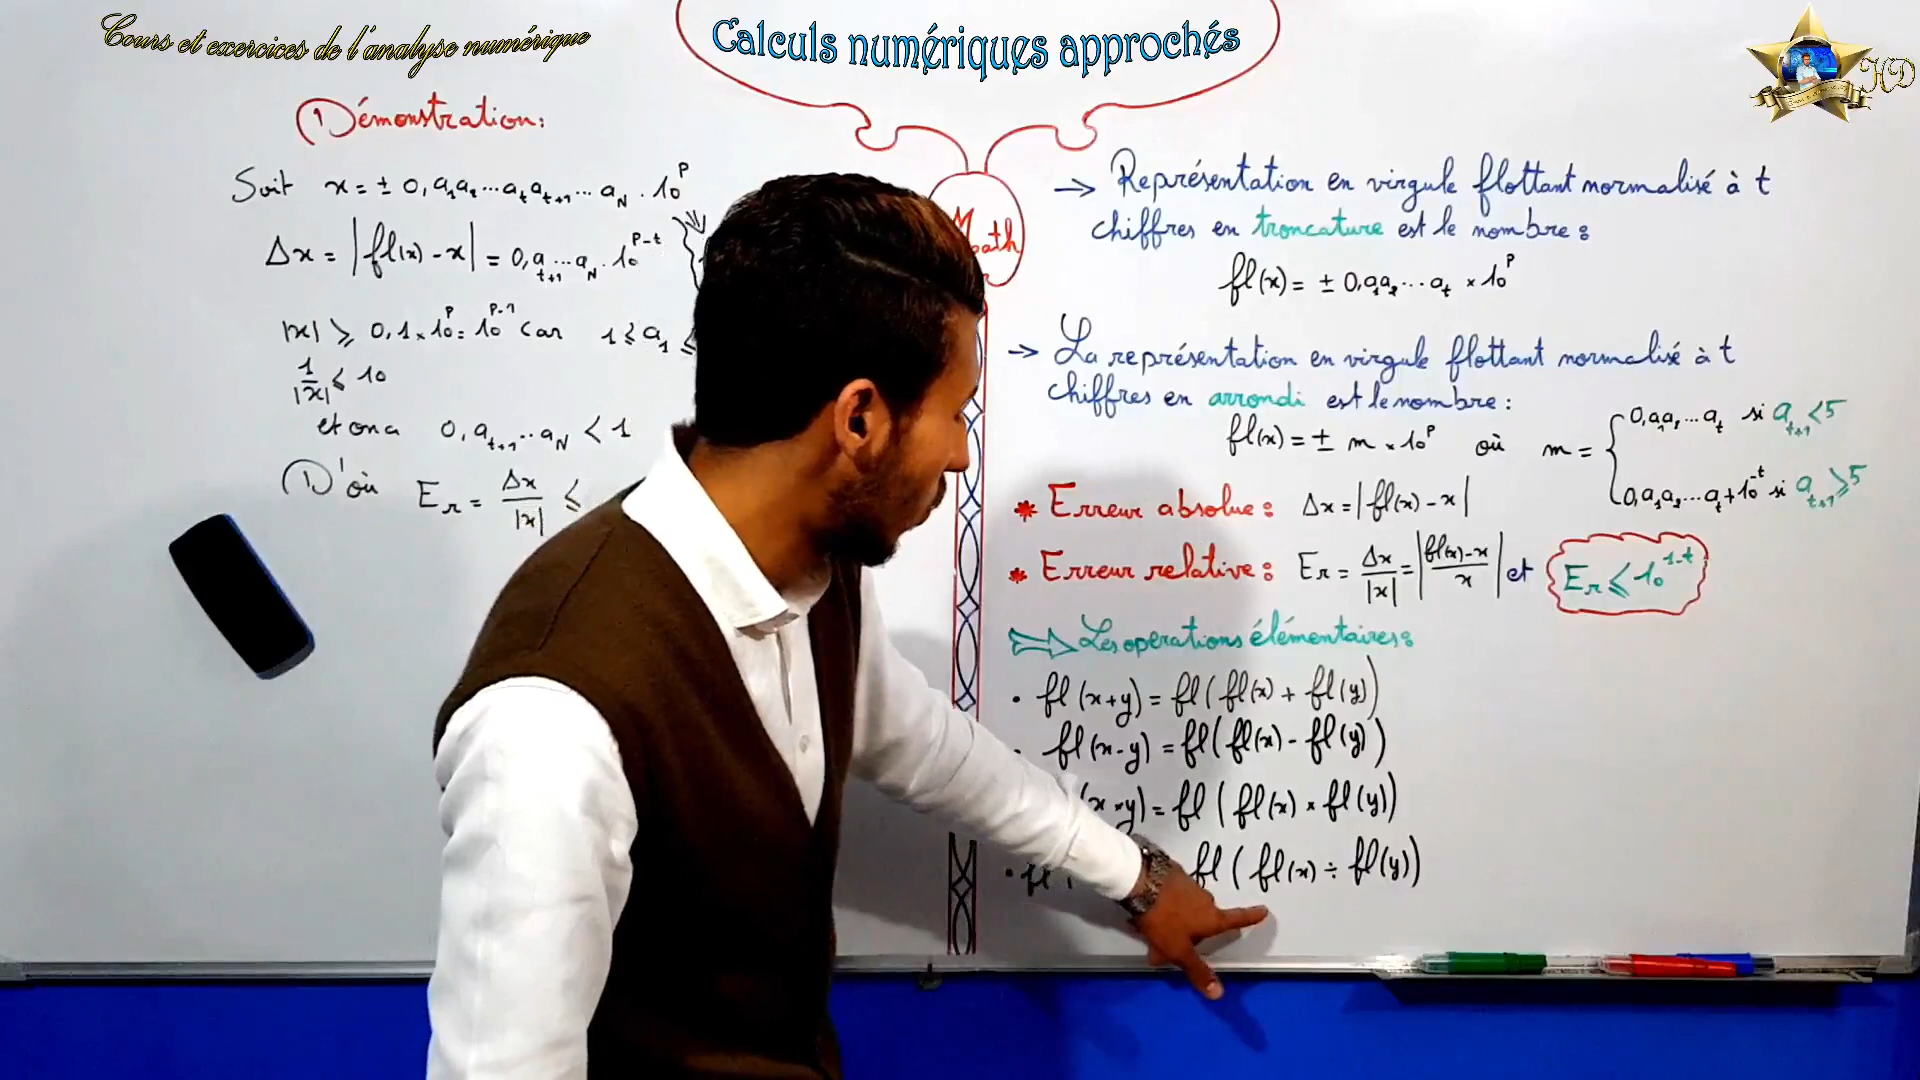 Cours et exercices de l'analyse numérique
Calculs numériques approchés
HD
Démonstration:
Soit x = ± 0,a₁a₂...aₜaₜ₊₁...a_N . 10^P
Δx = |fl(x) - x| = 0,aₜ₊₁...a_N . 10^(P-t)
|x| ⩾ 0,1 × 10^P = 10^(P-1) car 1 ⩽ a₁ ⩽
1/|x| ⩽ 10
et on a 0,aₜ₊₁...a_N < 1
D'où E_r = Δx/|x| ⩽
→ Représentation en virgule flottant normalisé à t
chiffres en troncature est le nombre :
fl(x) = ± 0,a₁a₂...aₜ × 10^P
→ La représentation en virgule flottant normalisé à t
chiffres en arrondi est le nombre :
fl(x) = ± m × 10^P où m = { 0,a₁a₂...aₜ si aₜ₊₁ < 5
0,a₁a₂...aₜ + 10^-t si aₜ₊₁ ⩾ 5
* Erreur absolue : Δx = |fl(x) - x|
* Erreur relative : E_r = Δx/|x| = |(fl(x) - x)/x| et E_r ⩽ 10^(1-t)
⇒ Les opérations élémentaires :
• fl(x+y) = fl(fl(x) + fl(y))
• fl(x-y) = fl(fl(x) - fl(y))
(x × y) = fl(fl(x) × fl(y))
• fl( fl(fl(x) ÷ fl(y))